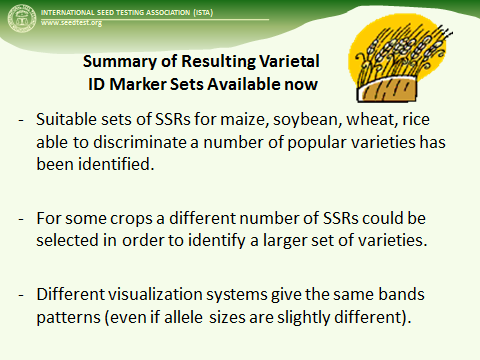 INTERNATIONAL SEED TESTING ASSOCIATION (ISTA)
www.seedtest.org
Summary of Resulting Varietal
ID Marker Sets Available now
- Suitable sets of SSRs for maize, soybean, wheat, rice
able to discriminate a number of popular varieties has
been identified.
- For some crops a different number of SSRs could be
selected in order to identify a larger set of varieties.
- Different visualization systems give the same bands
patterns (even if allele sizes are slightly different).